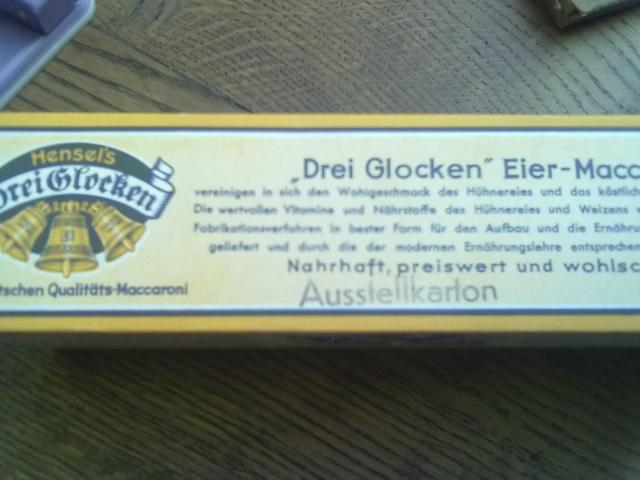 Hensel's
Drei Glocken
tschen Qualitäts-Maccaroni
„Drei Glocken" Eier-Macc
vereinigen in sich den Wohlgeschmack des Hühnereies und das köstlic
Die wertvollen Vitamine und Nährstoffe des Hühnereies und Weizens
Fabrikationsverfahren in bester Form für den Aufbau und die Ernähru
geliefert und durch die der modernen Ernährungslehre entspreche
Nahrhaft, preiswert und wohlsc
Ausstellkarton